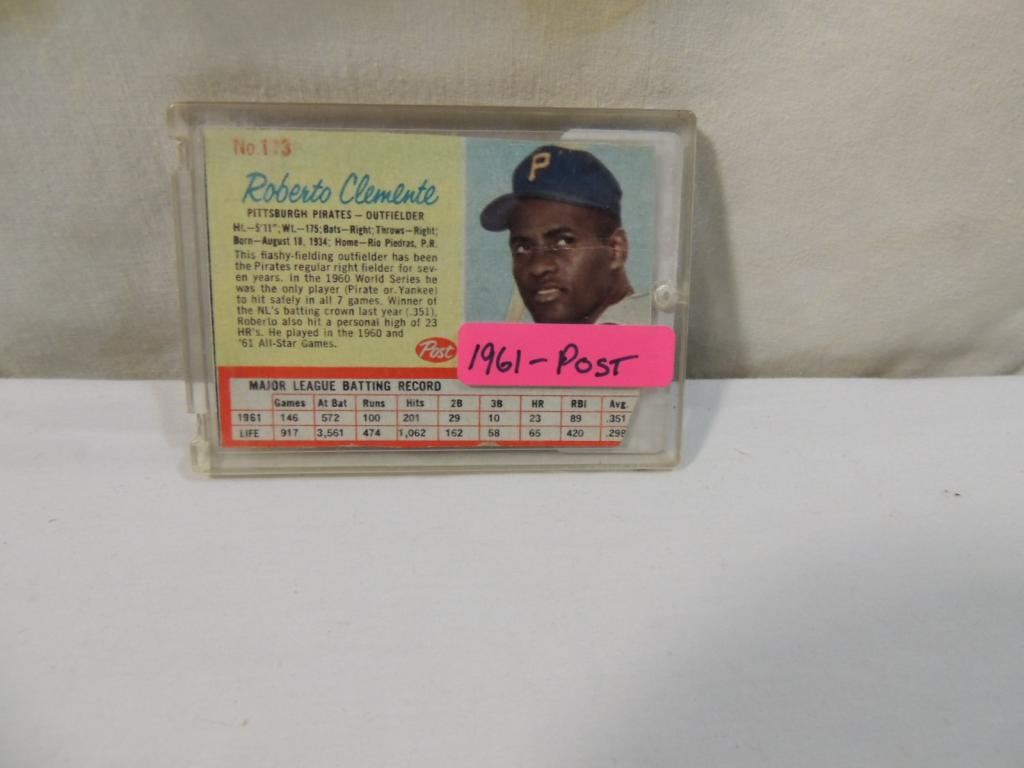 No.173
Roberto Clemente
PITTSBURGH PIRATES — OUTFIELDER
Ht.—5'11"; Wt.—175; Bats—Right; Throws—Right;
Born—August 18, 1934; Home—Rio Piedras, P.R.
This flashy-fielding outfielder has been
the Pirates regular right fielder for sev-
en years. In the 1960 World Series he
was the only player (Pirate or Yankee)
to hit safely in all 7 games. Winner of
the NL's batting crown last year (.351),
Roberto also hit a personal high of 23
HR's. He played in the 1960 and
'61 All-Star Games.
Post
P
1961 - POST
MAJOR LEAGUE BATTING RECORD
Games At Bat Runs Hits 2B 3B HR RBI Avg.
1961 146 572 100 201 29 10 23 89 .351
LIFE 917 3,561 474 1,062 162 58 65 420 .298